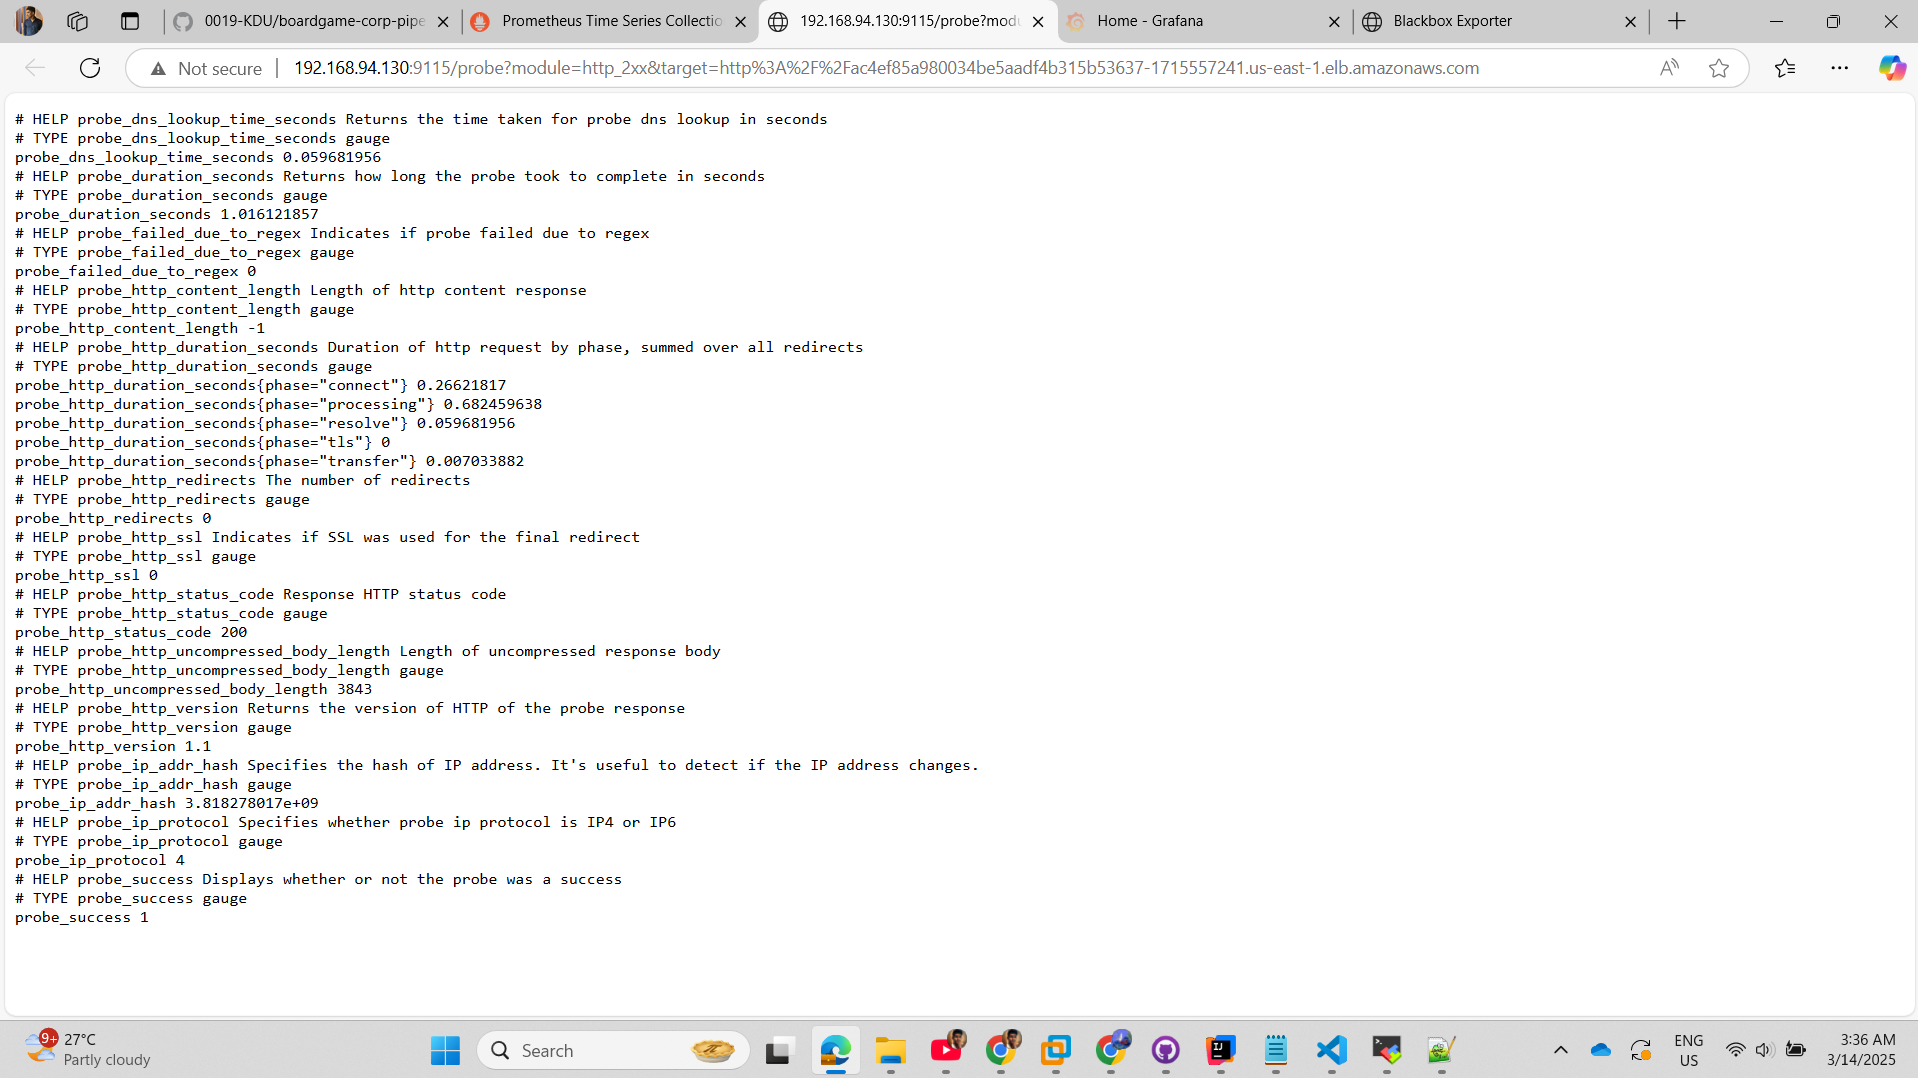 0019-KDU/boardgame-corp-pipe
Prometheus Time Series Collectio
192.168.94.130:9115/probe?modu
Home - Grafana
Blackbox Exporter
Not secure
192.168.94.130:9115/probe?module=http_2xx&target=http%3A%2F%2Fac4ef85a980034be5aadf4b315b53637-1715557241.us-east-1.elb.amazonaws.com
# HELP probe_dns_lookup_time_seconds Returns the time taken for probe dns lookup in seconds
# TYPE probe_dns_lookup_time_seconds gauge
probe_dns_lookup_time_seconds 0.059681956
# HELP probe_duration_seconds Returns how long the probe took to complete in seconds
# TYPE probe_duration_seconds gauge
probe_duration_seconds 1.016121857
# HELP probe_failed_due_to_regex Indicates if probe failed due to regex
# TYPE probe_failed_due_to_regex gauge
probe_failed_due_to_regex 0
# HELP probe_http_content_length Length of http content response
# TYPE probe_http_content_length gauge
probe_http_content_length -1
# HELP probe_http_duration_seconds Duration of http request by phase, summed over all redirects
# TYPE probe_http_duration_seconds gauge
probe_http_duration_seconds{phase="connect"} 0.26621817
probe_http_duration_seconds{phase="processing"} 0.682459638
probe_http_duration_seconds{phase="resolve"} 0.059681956
probe_http_duration_seconds{phase="tls"} 0
probe_http_duration_seconds{phase="transfer"} 0.007033882
# HELP probe_http_redirects The number of redirects
# TYPE probe_http_redirects gauge
probe_http_redirects 0
# HELP probe_http_ssl Indicates if SSL was used for the final redirect
# TYPE probe_http_ssl gauge
probe_http_ssl 0
# HELP probe_http_status_code Response HTTP status code
# TYPE probe_http_status_code gauge
probe_http_status_code 200
# HELP probe_http_uncompressed_body_length Length of uncompressed response body
# TYPE probe_http_uncompressed_body_length gauge
probe_http_uncompressed_body_length 3843
# HELP probe_http_version Returns the version of HTTP of the probe response
# TYPE probe_http_version gauge
probe_http_version 1.1
# HELP probe_ip_addr_hash Specifies the hash of IP address. It's useful to detect if the IP address changes.
# TYPE probe_ip_addr_hash gauge
probe_ip_addr_hash 3.818278017e+09
# HELP probe_ip_protocol Specifies whether probe ip protocol is IP4 or IP6
# TYPE probe_ip_protocol gauge
probe_ip_protocol 4
# HELP probe_success Displays whether or not the probe was a success
# TYPE probe_success gauge
probe_success 1
9+
27°C
Partly cloudy
Search
ENG
US
3:36 AM
3/14/2025